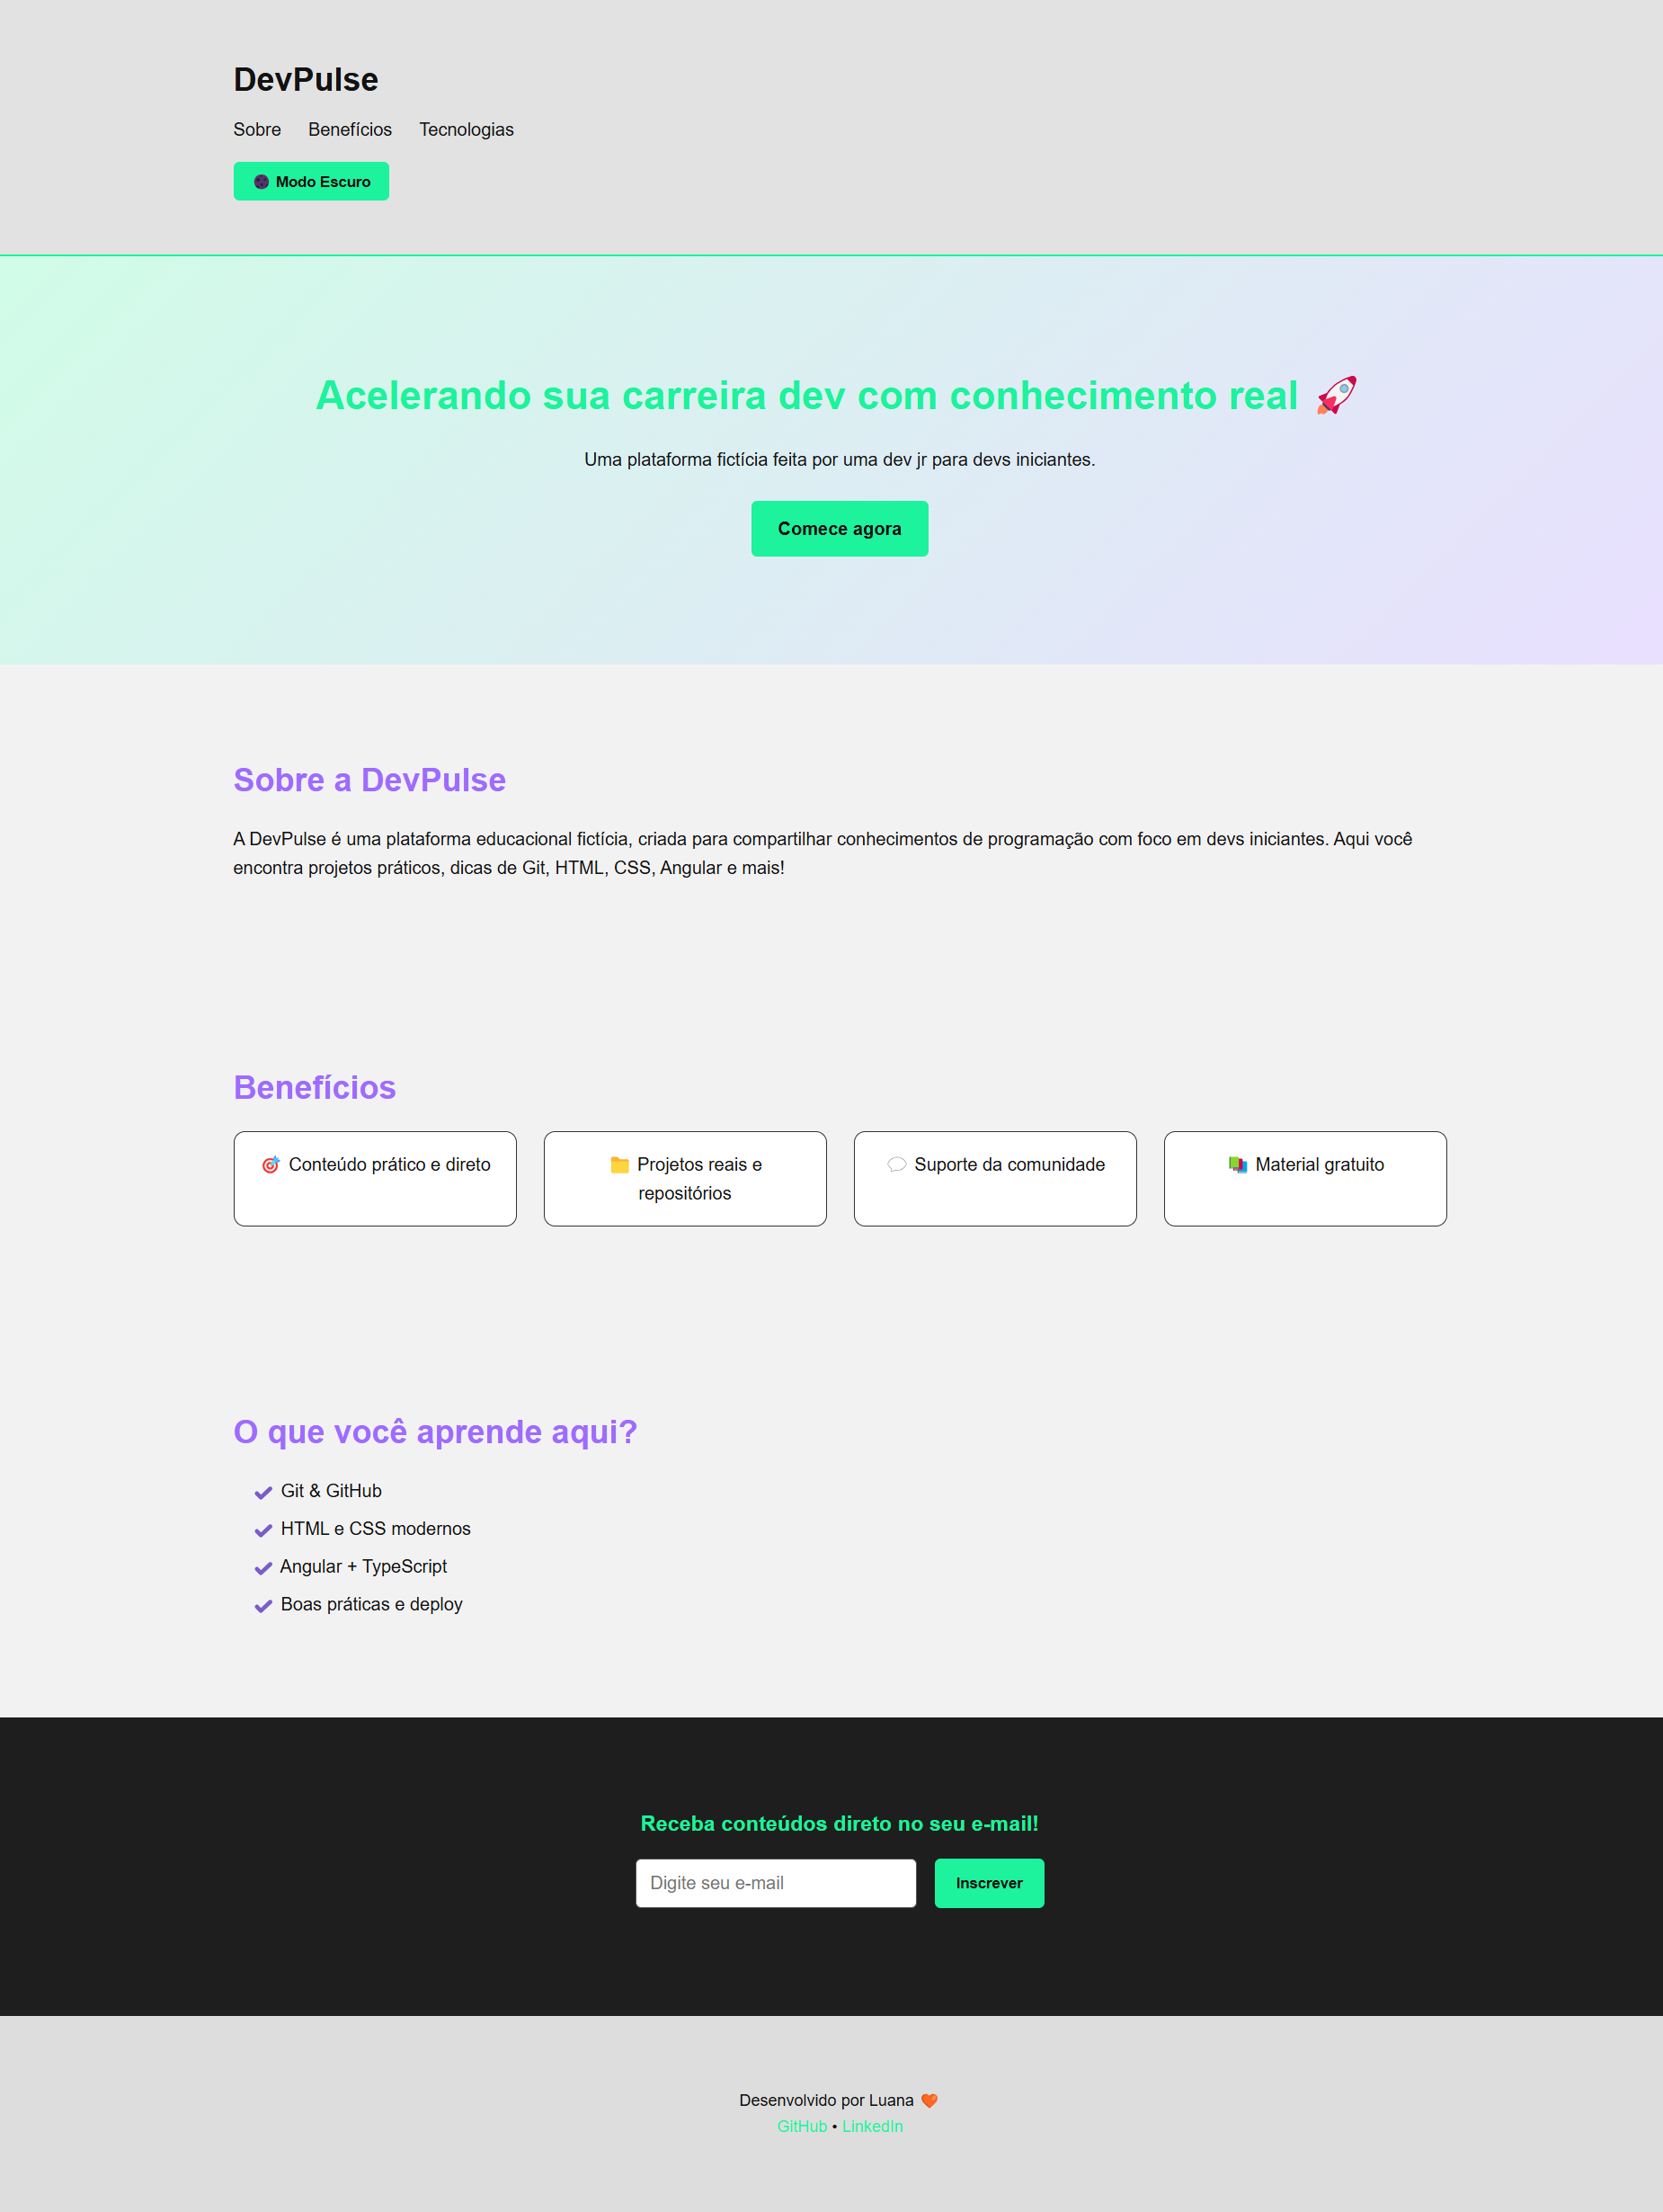 DevPulse
Sobre Benefícios Tecnologias
🌑 Modo Escuro
Acelerando sua carreira dev com conhecimento real 🚀
Uma plataforma fictícia feita por uma dev jr para devs iniciantes.
Comece agora
Sobre a DevPulse
A DevPulse é uma plataforma educacional fictícia, criada para compartilhar conhecimentos de programação com foco em devs iniciantes. Aqui você
encontra projetos práticos, dicas de Git, HTML, CSS, Angular e mais!
Benefícios
🎯 Conteúdo prático e direto
📁 Projetos reais e
repositórios
💬 Suporte da comunidade
📚 Material gratuito
O que você aprende aqui?
✔ Git & GitHub
✔ HTML e CSS modernos
✔ Angular + TypeScript
✔ Boas práticas e deploy
Receba conteúdos direto no seu e-mail!
Digite seu e-mail
Inscrever
Desenvolvido por Luana 🧡
GitHub • LinkedIn